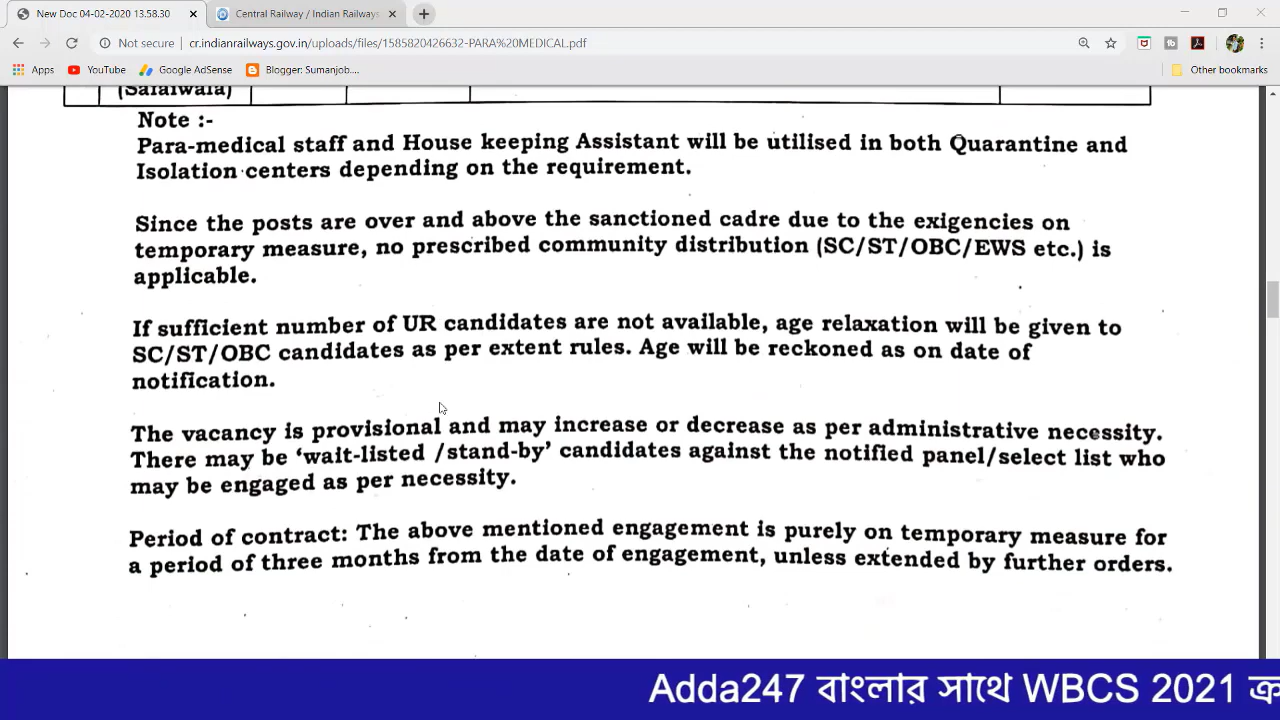 New Doc 04-02-2020 13.58.30
Central Railway / Indian Railways
Not secure
cr.indianrailways.gov.in/uploads/files/1585820426632-PARA%20MEDICAL.pdf
Apps
YouTube
Google AdSense
Blogger: Sumanjob....
Other bookmarks
(Safaiwala)
Note :-
Para-medical staff and House keeping Assistant will be utilised in both Quarantine and
Isolation centers depending on the requirement.
Since the posts are over and above the sanctioned cadre due to the exigencies on
temporary measure, no prescribed community distribution (SC/ST/OBC/EWS etc.) is
applicable.
If sufficient number of UR candidates are not available, age relaxation will be given to
SC/ST/OBC candidates as per extent rules. Age will be reckoned as on date of
notification.
The vacancy is provisional and may increase or decrease as per administrative necessity.
There may be ‘wait-listed /stand-by’ candidates against the notified panel/select list who
may be engaged as per necessity.
Period of contract: The above mentioned engagement is purely on temporary measure for
a period of three months from the date of engagement, unless extended by further orders.
Adda247 বাংলার সাথে WBCS 2021